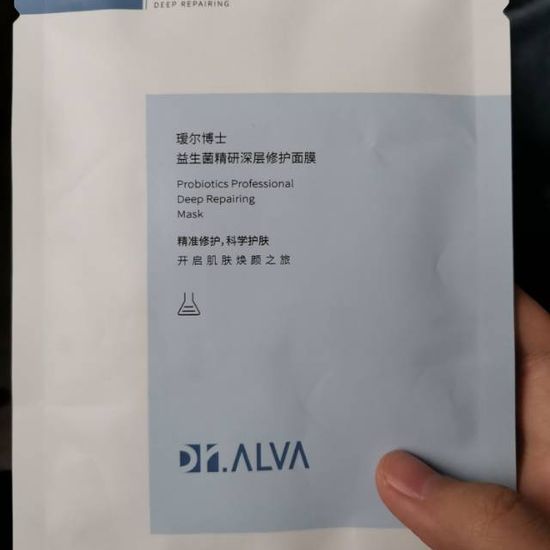 DEEP REPAIRING
瑷尔博士
益生菌精研深层修护面膜
Probiotics Professional
Deep Repairing
Mask
精准修护,科学护肤
开启肌肤焕颜之旅
Dr.ALVA